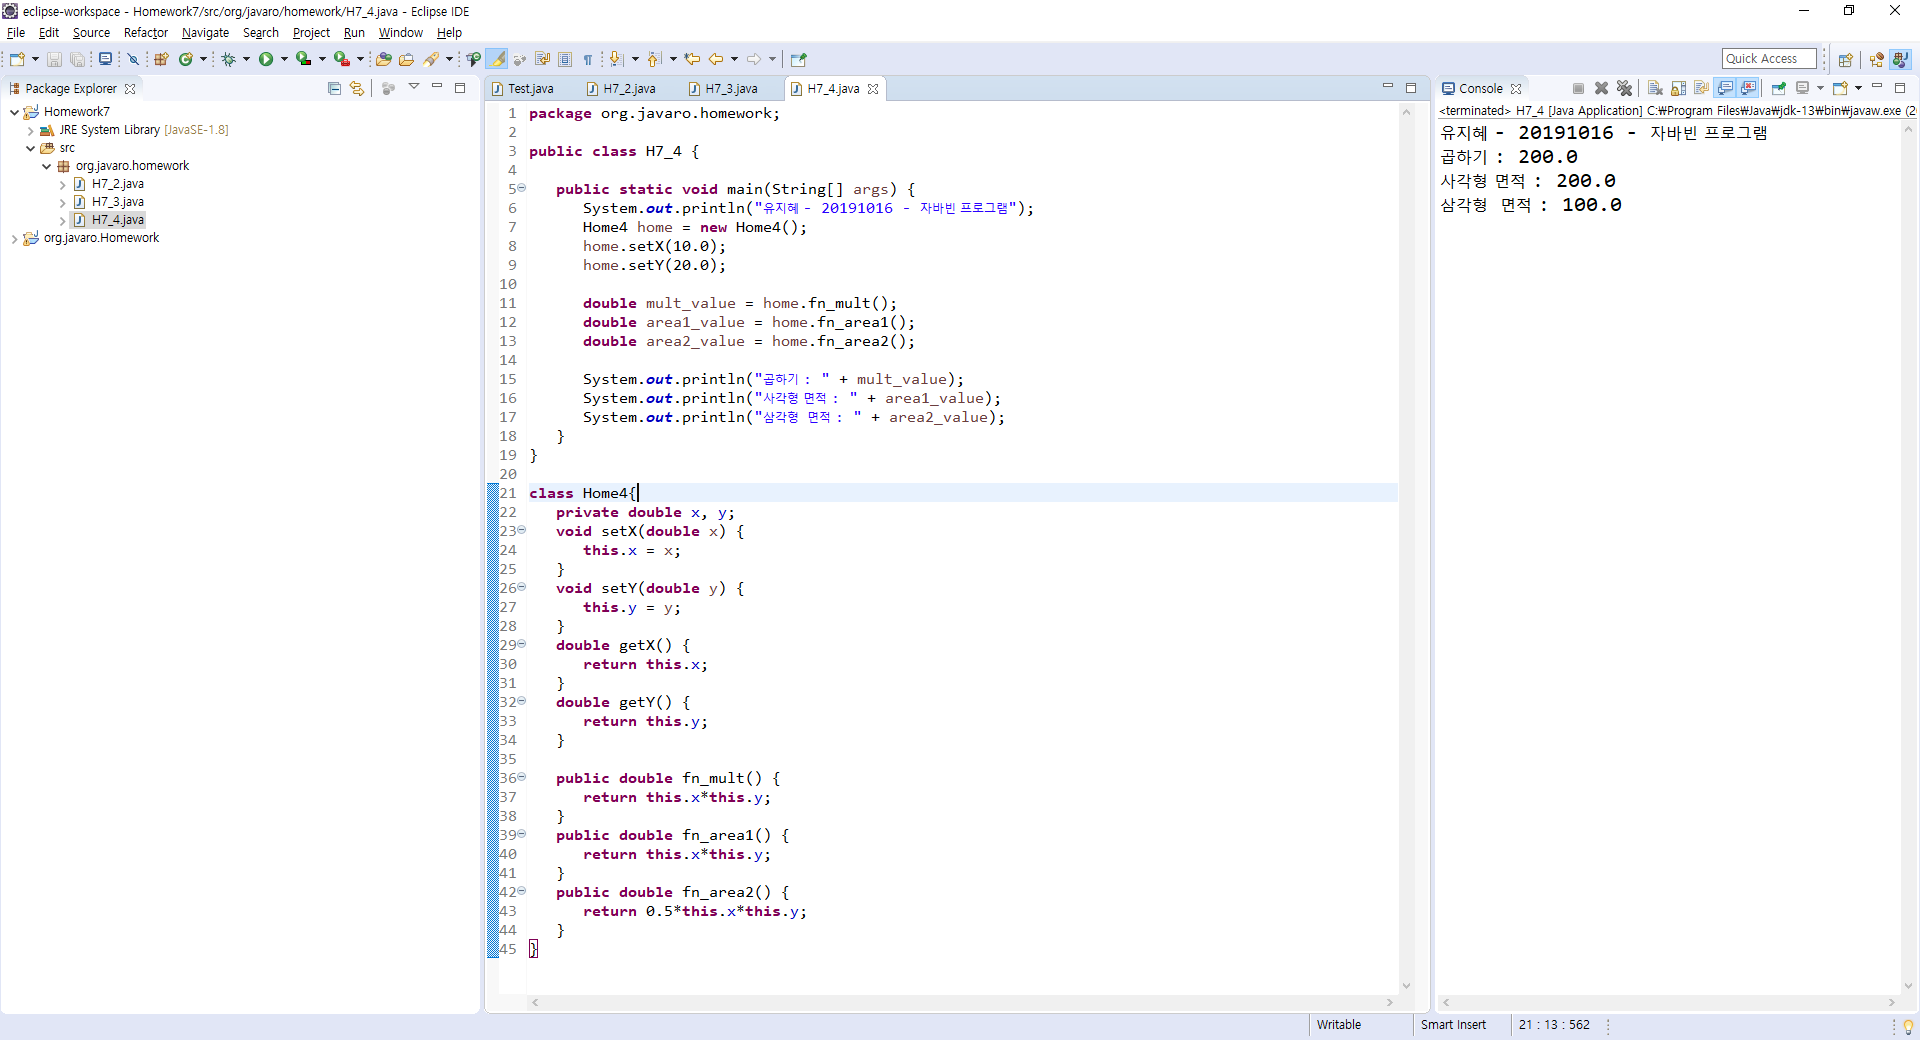 eclipse-workspace - Homework7/src/org/javaro/homework/H7_4.java - Eclipse IDE
File Edit Source Refactor Navigate Search Project Run Window Help
Quick Access
Package Explorer
Homework7
JRE System Library [JavaSE-1.8]
src
org.javaro.homework
H7_2.java
H7_3.java
H7_4.java
org.javaro.Homework
Test.java H7_2.java H7_3.java H7_4.java
1 package org.javaro.homework;
2
3 public class H7_4 {
4
5 public static void main(String[] args) {
6 System.out.println("유지혜 - 20191016 - 자바빈 프로그램");
7 Home4 home = new Home4();
8 home.setX(10.0);
9 home.setY(20.0);
10
11 double mult_value = home.fn_mult();
12 double area1_value = home.fn_area1();
13 double area2_value = home.fn_area2();
14
15 System.out.println("곱하기 : " + mult_value);
16 System.out.println("사각형 면적 : " + area1_value);
17 System.out.println("삼각형 면적 : " + area2_value);
18 }
19 }
20
21 class Home4{
22 private double x, y;
23 void setX(double x) {
24 this.x = x;
25 }
26 void setY(double y) {
27 this.y = y;
28 }
29 double getX() {
30 return this.x;
31 }
32 double getY() {
33 return this.y;
34 }
35
36 public double fn_mult() {
37 return this.x*this.y;
38 }
39 public double fn_area1() {
40 return this.x*this.y;
41 }
42 public double fn_area2() {
43 return 0.5*this.x*this.y;
44 }
45 }
Console
<terminated> H7_4 [Java Application] C:₩Program Files₩Java₩jdk-13₩bin₩javaw.exe (2
유지혜 - 20191016 - 자바빈 프로그램
곱하기 : 200.0
사각형 면적 : 200.0
삼각형 면적 : 100.0
Writable Smart Insert 21 : 13 : 562